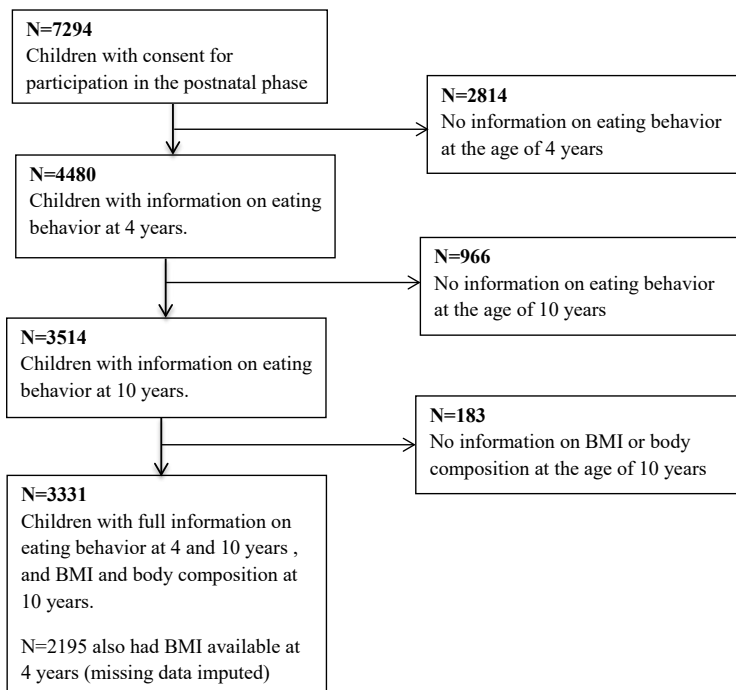 N=7294
Children with consent for
participation in the postnatal phase
N=2814
No information on eating behavior
at the age of 4 years
N=4480
Children with information on eating
behavior at 4 years.
N=966
No information on eating behavior
at the age of 10 years
N=3514
Children with information on eating
behavior at 10 years.
N=183
No information on BMI or body
composition at the age of 10 years
N=3331
Children with full information on
eating behavior at 4 and 10 years ,
and BMI and body composition at
10 years.
N=2195 also had BMI available at
4 years (missing data imputed)